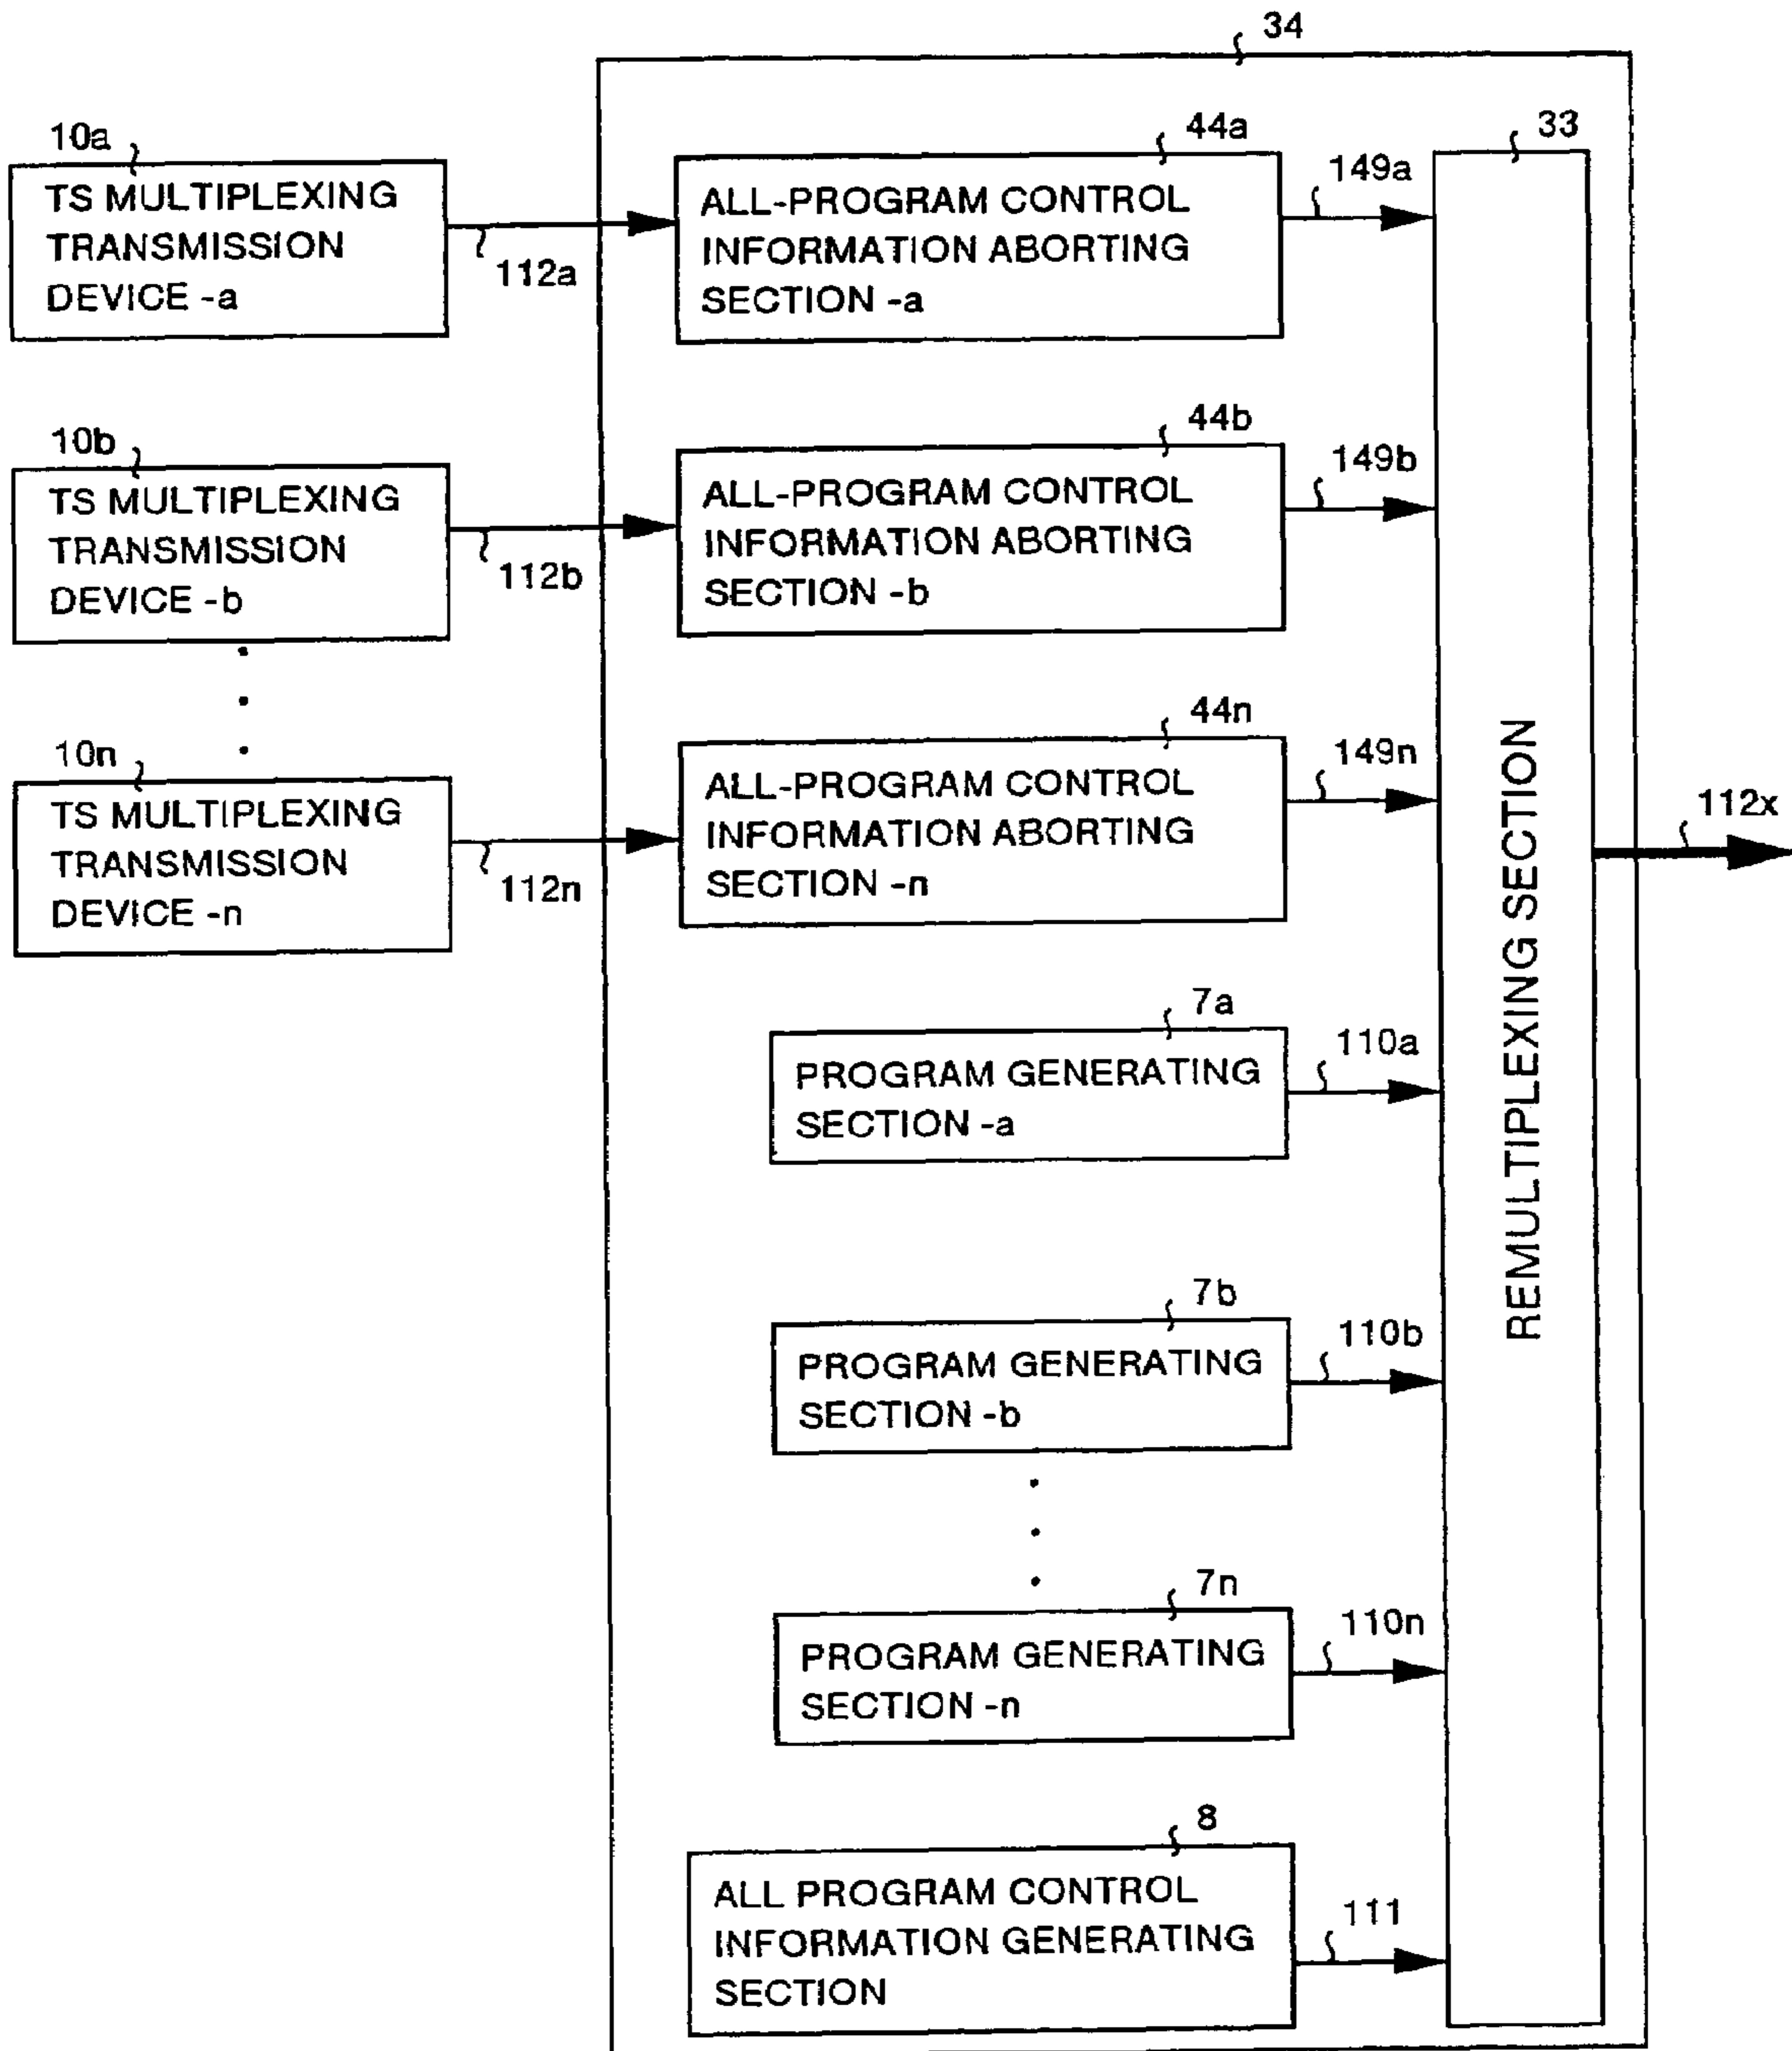 34
10a
TS MULTIPLEXING
TRANSMISSION
DEVICE -a
112a
44a
ALL-PROGRAM CONTROL
INFORMATION ABORTING
SECTION -a
149a
33
10b
TS MULTIPLEXING
TRANSMISSION
DEVICE -b
112b
44b
ALL-PROGRAM CONTROL
INFORMATION ABORTING
SECTION -b
149b
10n
TS MULTIPLEXING
TRANSMISSION
DEVICE -n
112n
44n
ALL-PROGRAM CONTROL
INFORMATION ABORTING
SECTION -n
149n
REMULTIPLEXING SECTION
112x
7a
PROGRAM GENERATING
SECTION -a
110a
7b
PROGRAM GENERATING
SECTION -b
110b
7n
PROGRAM GENERATING
SECTION -n
110n
8
ALL PROGRAM CONTROL
INFORMATION GENERATING
SECTION
111